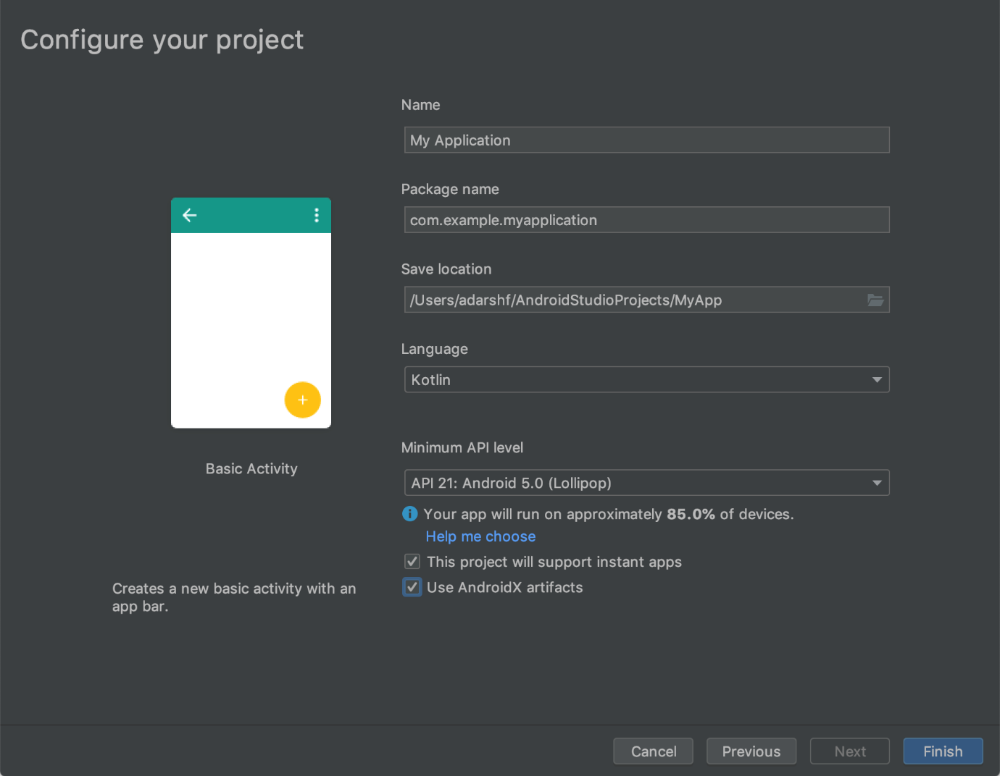 Configure your project
Name
My Application
Package name
com.example.myapplication
Save location
/Users/adarshf/AndroidStudioProjects/MyApp
Language
Kotlin
Basic Activity
Minimum API level
API 21: Android 5.0 (Lollipop)
Your app will run on approximately 85.0% of devices.
Help me choose
This project will support instant apps
Use AndroidX artifacts
Creates a new basic activity with an
app bar.
Cancel
Previous
Next
Finish